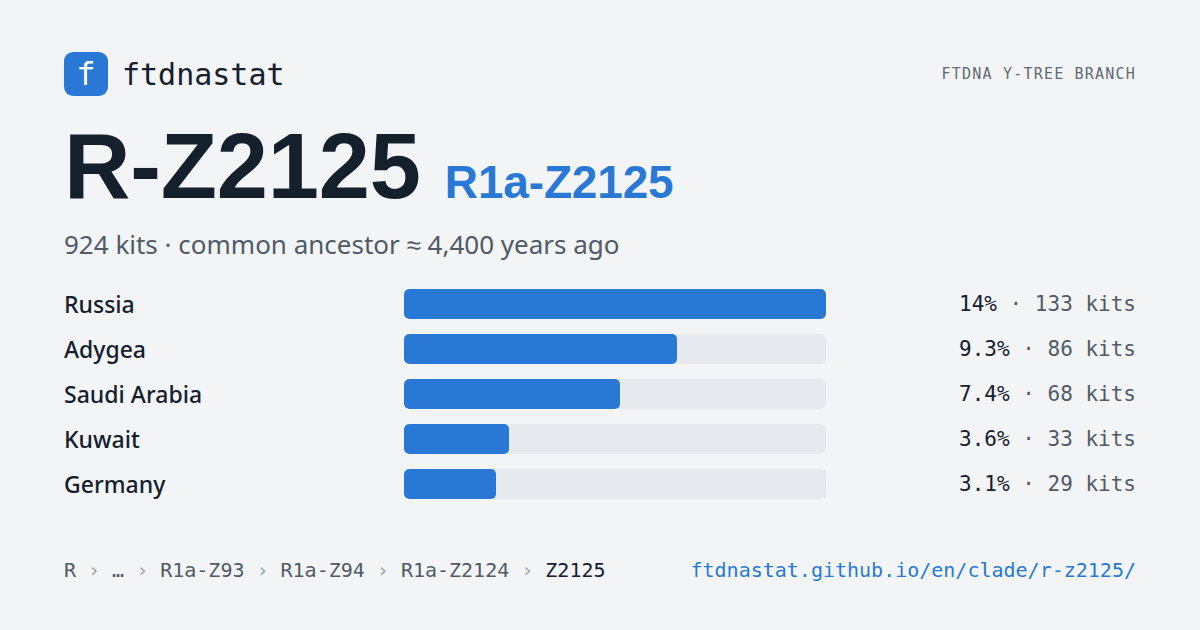 f ftdnastat
FTDNA Y-TREE BRANCH
R-Z2125 R1a-Z2125
924 kits · common ancestor ≈ 4,400 years ago
Russia 14% · 133 kits
Adygea 9.3% · 86 kits
Saudi Arabia 7.4% · 68 kits
Kuwait 3.6% · 33 kits
Germany 3.1% · 29 kits
R › … › R1a-Z93 › R1a-Z94 › R1a-Z2124 › Z2125
ftdnastat.github.io/en/clade/r-z2125/